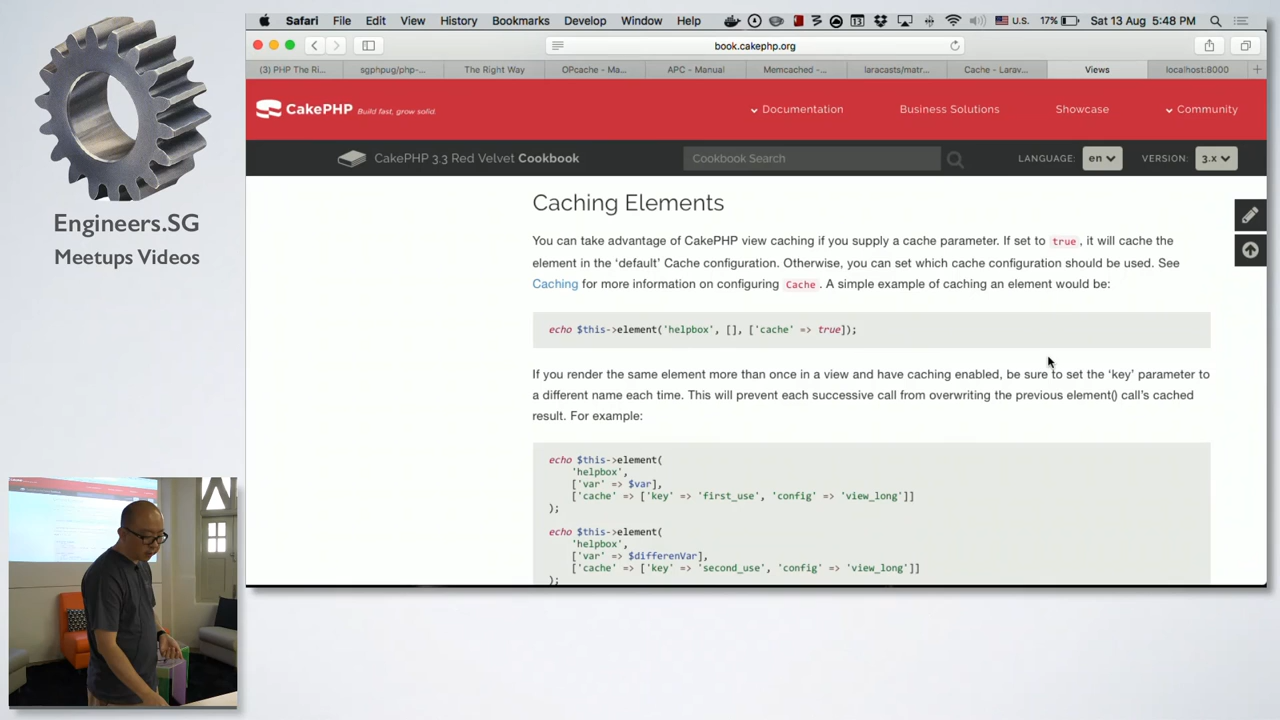 Safari File Edit View History Bookmarks Develop Window Help
13
U.S. 17% Sat 13 Aug 5:48 PM
book.cakephp.org
(3) PHP The Ri...
sgphpug/php-...
The Right Way
OPcache - Ma...
APC - Manual
Memcached -...
laracasts/matr...
Cache - Larav...
Views
localhost:8000
CakePHP Build fast, grow solid.
Documentation
Business Solutions
Showcase
Community
CakePHP 3.3 Red Velvet Cookbook
Cookbook Search
LANGUAGE: en
VERSION: 3.x
Caching Elements
You can take advantage of CakePHP view caching if you supply a cache parameter. If set to true, it will cache the
element in the ‘default’ Cache configuration. Otherwise, you can set which cache configuration should be used. See
Caching for more information on configuring Cache. A simple example of caching an element would be:
echo $this->element('helpbox', [], ['cache' => true]);
If you render the same element more than once in a view and have caching enabled, be sure to set the ‘key’ parameter to
a different name each time. This will prevent each successive call from overwriting the previous element() call’s cached
result. For example:
echo $this->element(
'helpbox',
['var' => $var],
['cache' => ['key' => 'first_use', 'config' => 'view_long']]
);
echo $this->element(
'helpbox',
['var' => $differenVar],
['cache' => ['key' => 'second_use', 'config' => 'view_long']]
);
Engineers.SG
Meetups Videos